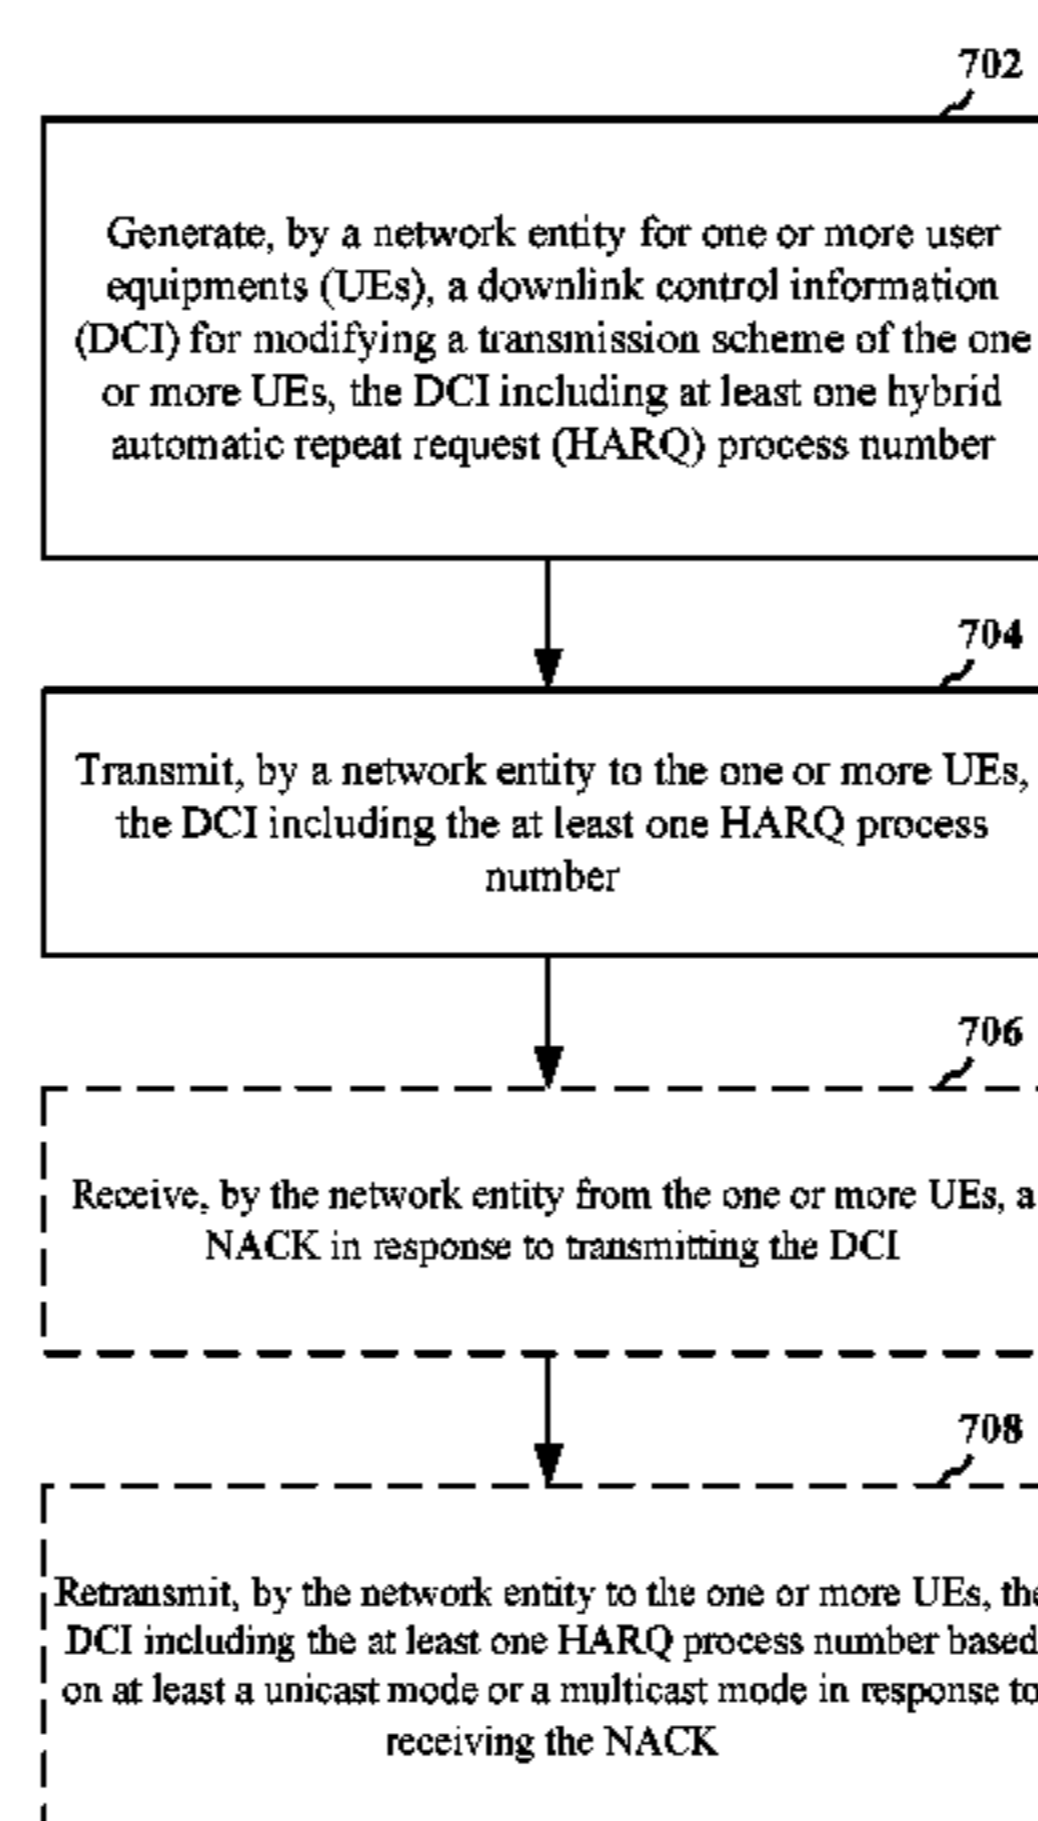 702
Generate, by a network entity for one or more user
equipments (UEs), a downlink control information
(DCI) for modifying a transmission scheme of the one
or more UEs, the DCI including at least one hybrid
automatic repeat request (HARQ) process number
704
Transmit, by a network entity to the one or more UEs,
the DCI including the at least one HARQ process
number
706
Receive, by the network entity from the one or more UEs, a
NACK in response to transmitting the DCI
708
Retransmit, by the network entity to the one or more UEs, the
DCI including the at least one HARQ process number based
on at least a unicast mode or a multicast mode in response to
receiving the NACK